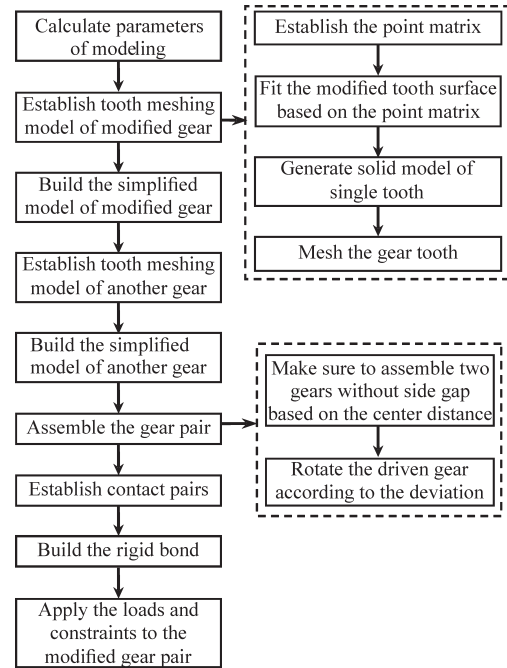 Calculate parameters
of modeling
Establish tooth meshing
model of modified gear
Build the simplified
model of modified gear
Establish tooth meshing
model of another gear
Build the simplified
model of another gear
Assemble the gear pair
Establish contact pairs
Build the rigid bond
Apply the loads and
constraints to the
modified gear pair
Establish the point matrix
Fit the modified tooth surface
based on the point matrix
Generate solid model of
single tooth
Mesh the gear tooth
Make sure to assemble two
gears without side gap
based on the center distance
Rotate the driven gear
according to the deviation